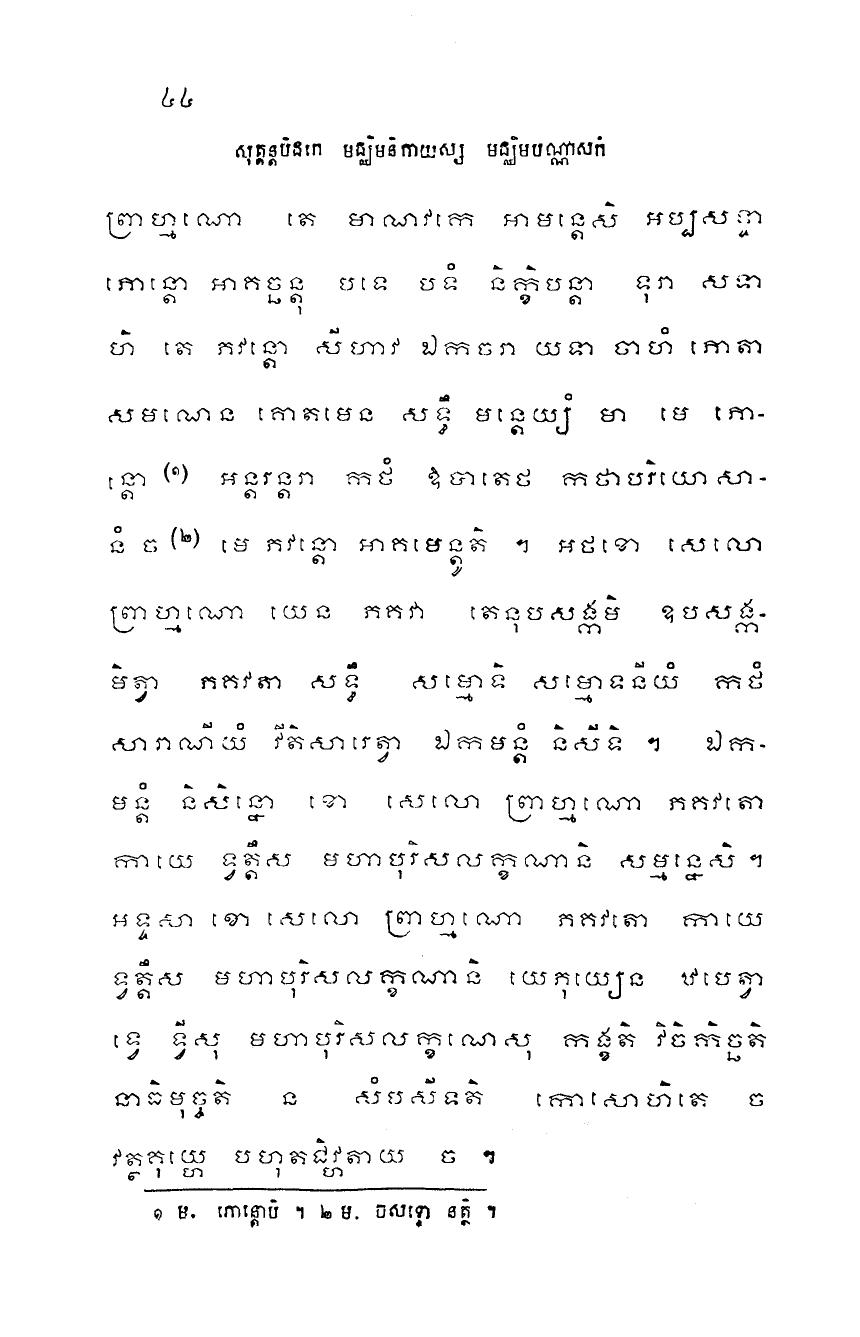 ៤៤
សុត្តន្តបិដកេ មជ្ឈិមនិកាយស្ស មជ្ឈិមបណ្ណាសកំ
ព្រាហ្មណោ តេ មាណវកេ អាមន្តេសិ អប្បសទ្ទា
ភោន្តោ អាគច្ឆន្តុ បទេ បទំ និក្ខិបន្តា ទុរា សទា
ហិ តេ ភវន្តោ សីហាវ ឯកចរា យទា ចាហំ ភោតា
សមណេន គោតមេន សទ្ធឹ មន្តេយ្យំ មា មេ ភោ-
ន្តោ (១) អន្តរន្តរា កថំ ឱបាតេថ កថាបរិយោសា-
នំ ច (២) មេ ភវន្តោ អាគមេន្តូតិ ។ អថខោ សេលោ
ព្រាហ្មណោ យេន ភគវា តេនុបសង្កមិ ឧបសង្ក-
មិត្វា ភគវតា សទ្ធឹ សម្មោទិ សម្មោទនីយំ កថំ
សារាណីយំ វីតិសារេត្វា ឯកមន្តំ និសីទិ ។ ឯក-
មន្តំ និសិន្នោ ខោ សេលោ ព្រាហ្មណោ ភគវតោ
កាយេ ទ្វត្តឹស មហាបុរិសលក្ខណានិ សម្មន្នេសិ ។
អទ្ទសា ខោ សេលោ ព្រាហ្មណោ ភគវតោ កាយេ
ទ្វត្តឹស មហាបុរិសលក្ខណានិ យេភុយ្យេន ឋបេត្វា
ទ្វេ ទ្វីសុ មហាបុរិសលក្ខណេសុ កង្ខតិ វិចិកិច្ឆតិ
នាធិមុច្ចតិ ន សំបសីទតិ កោសោហិតេ ច
វត្ថគុយ្ហេ បហុតជិវ្ហតាយ ច ។
១ ម. ភោន្តោបិ ។ ២ ម. ចសទ្ទោ នត្ថិ ។